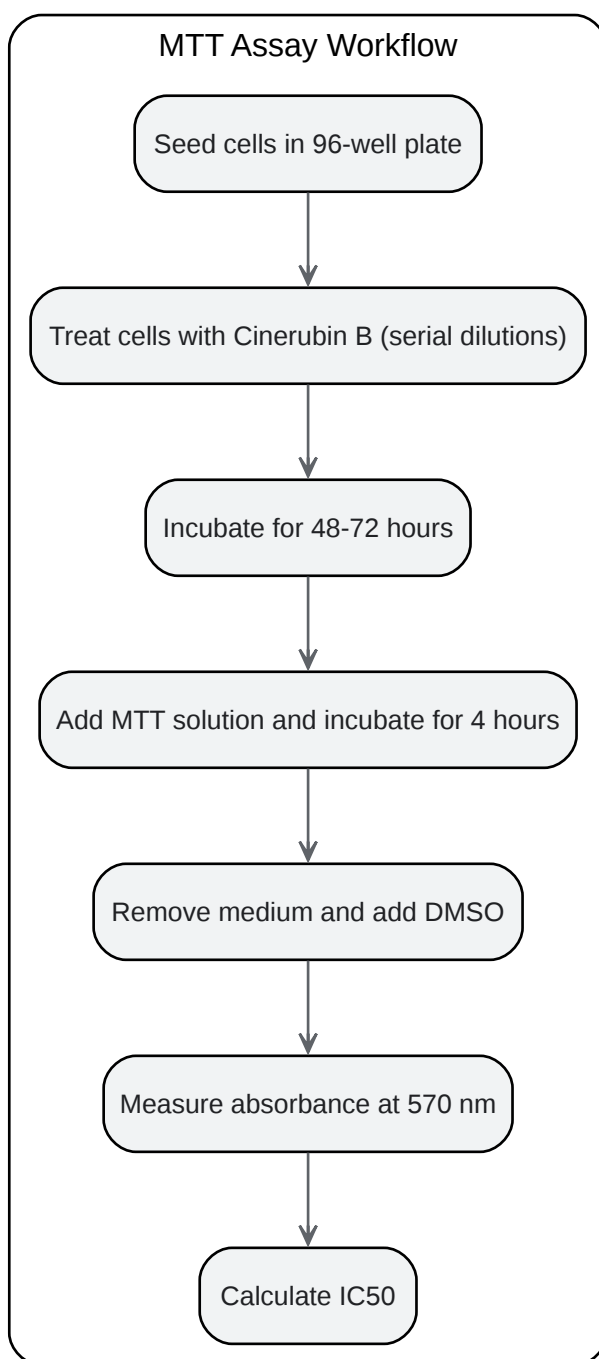 MTT Assay Workflow
Seed cells in 96-well plate
Treat cells with Cinerubin B (serial dilutions)
Incubate for 48-72 hours
Add MTT solution and incubate for 4 hours
Remove medium and add DMSO
Measure absorbance at 570 nm
Calculate IC50